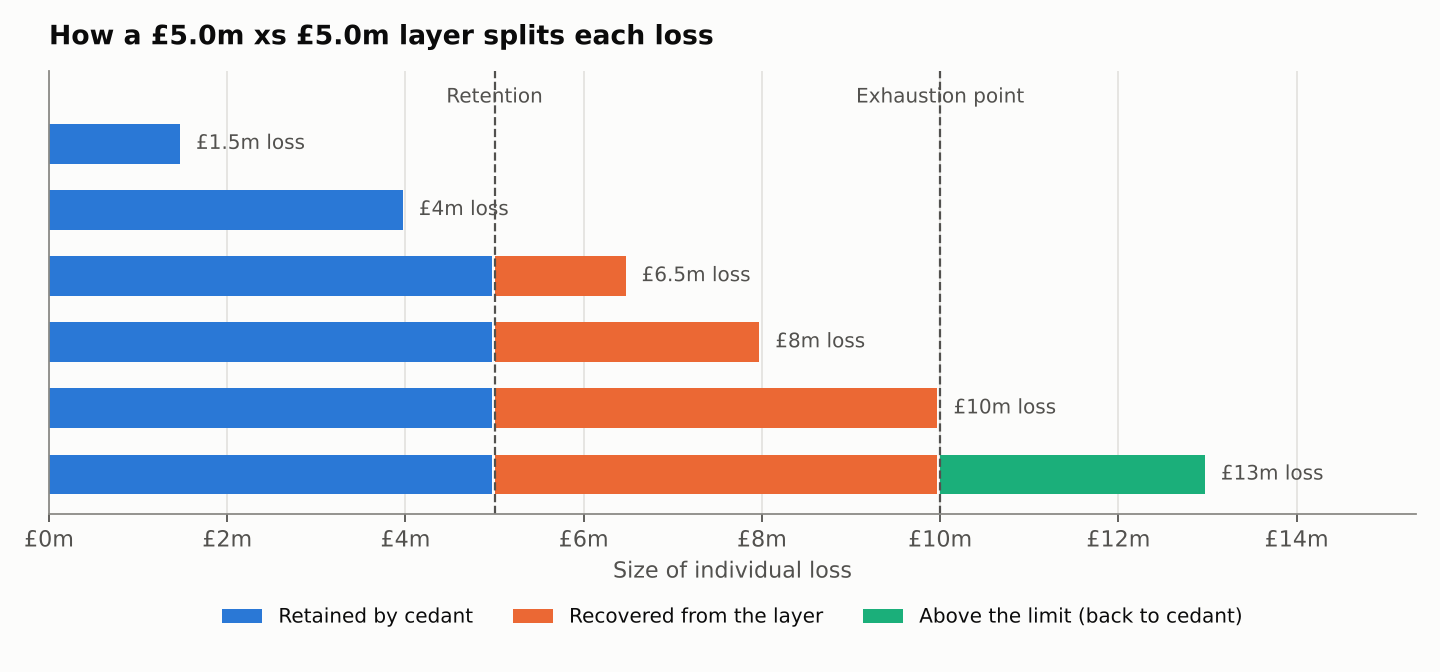 How a £5.0m xs £5.0m layer splits each loss
Retention
Exhaustion point
£1.5m loss
£4m loss
£6.5m loss
£8m loss
£10m loss
£13m loss
£0m £2m £4m £6m £8m £10m £12m £14m
Size of individual loss
Retained by cedant Recovered from the layer Above the limit (back to cedant)